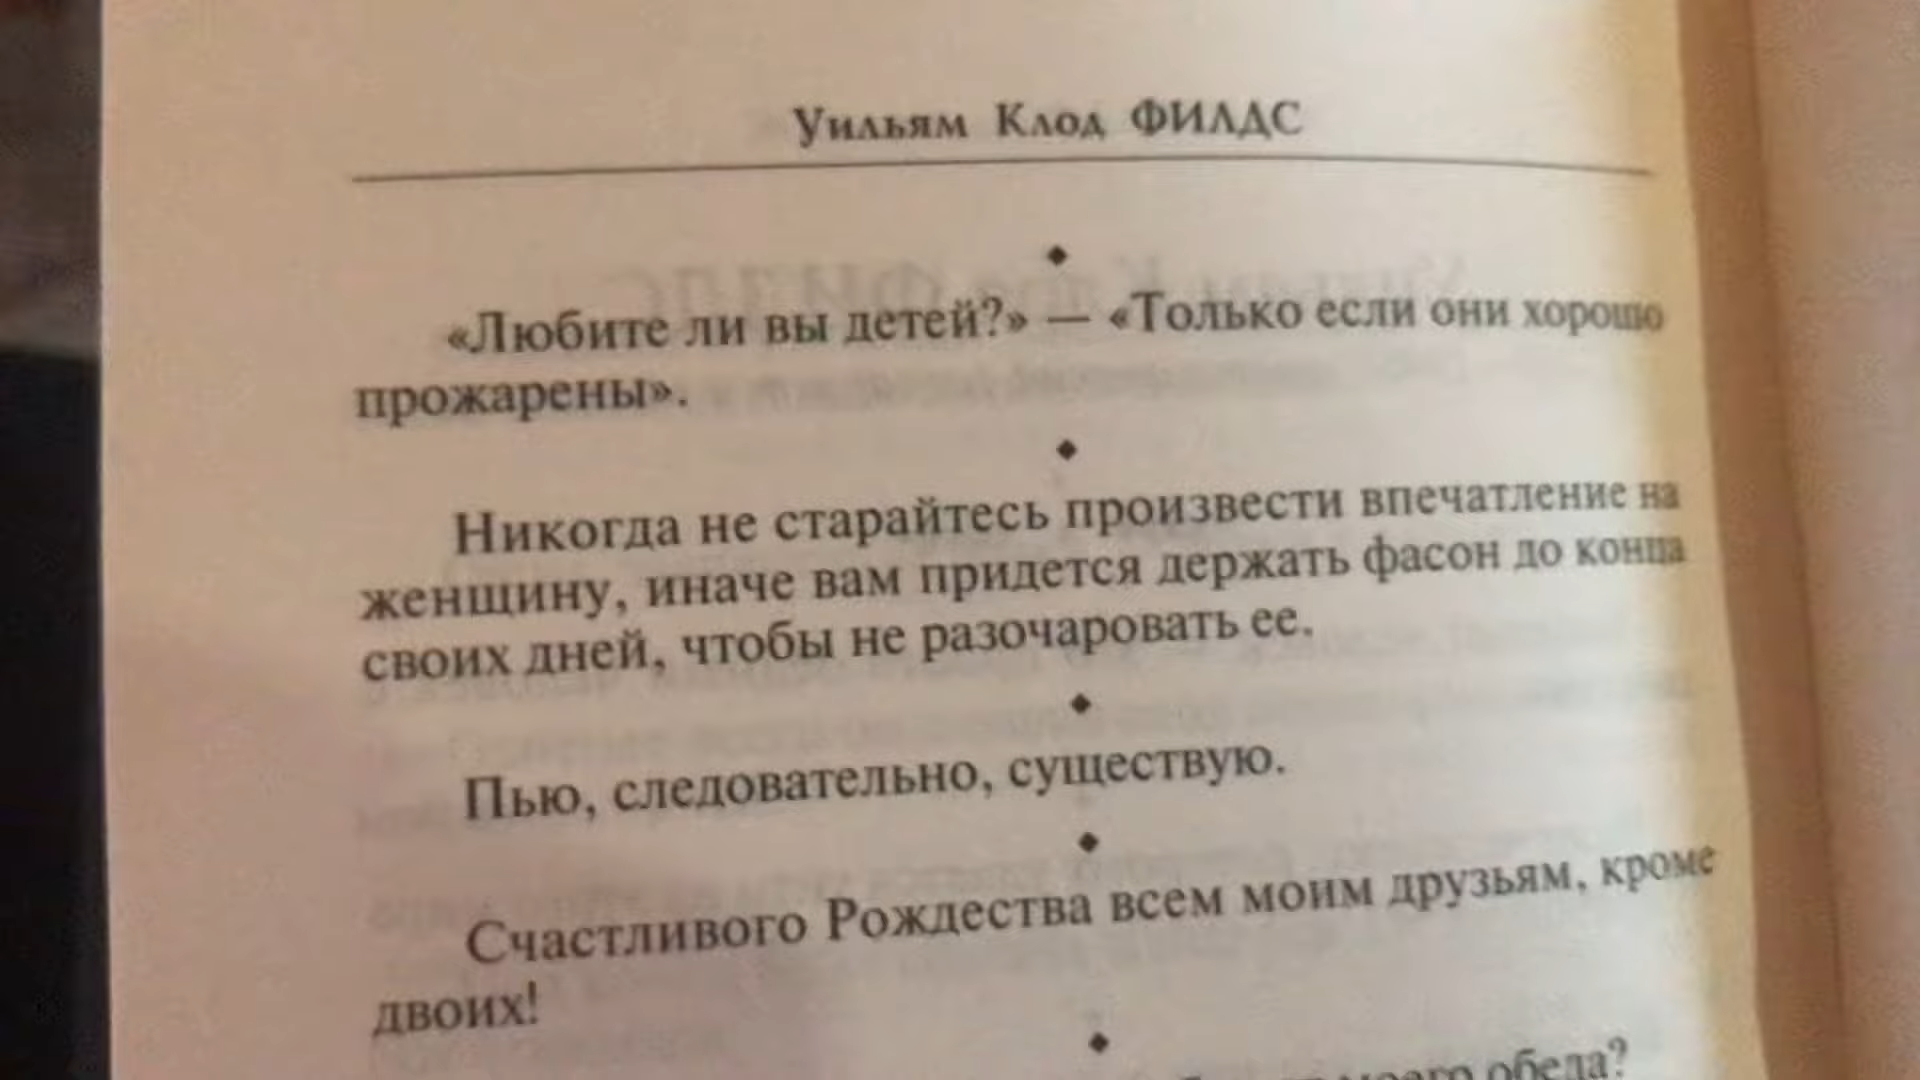 Уильям Клод ФИЛДС
«Любите ли вы детей?» — «Только если они хорошо
прожарены».
Никогда не старайтесь произвести впечатление на
женщину, иначе вам придется держать фасон до конца
своих дней, чтобы не разочаровать ее.
Пью, следовательно, существую.
Счастливого Рождества всем моим друзьям, кроме
двоих!
моего обеда?